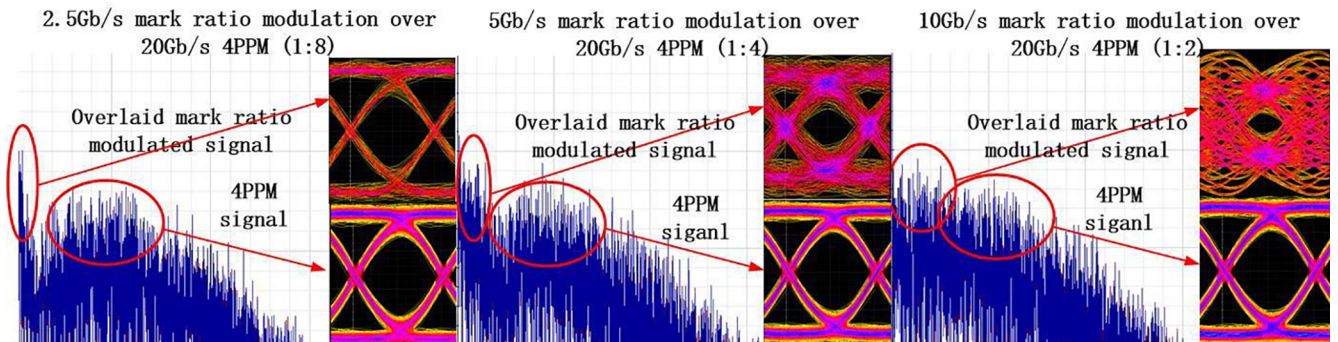 2.5Gb/s mark ratio modulation over
20Gb/s 4PPM (1:8)
Overlaid mark ratio
modulated signal
4PPM
signal
5Gb/s mark ratio modulation over
20Gb/s 4PPM (1:4)
Overlaid mark ratio
modulated signal
4PPM
siganl
10Gb/s mark ratio modulation over
20Gb/s 4PPM (1:2)
Overlaid mark ratio
modulated signal
4PPM
siganl